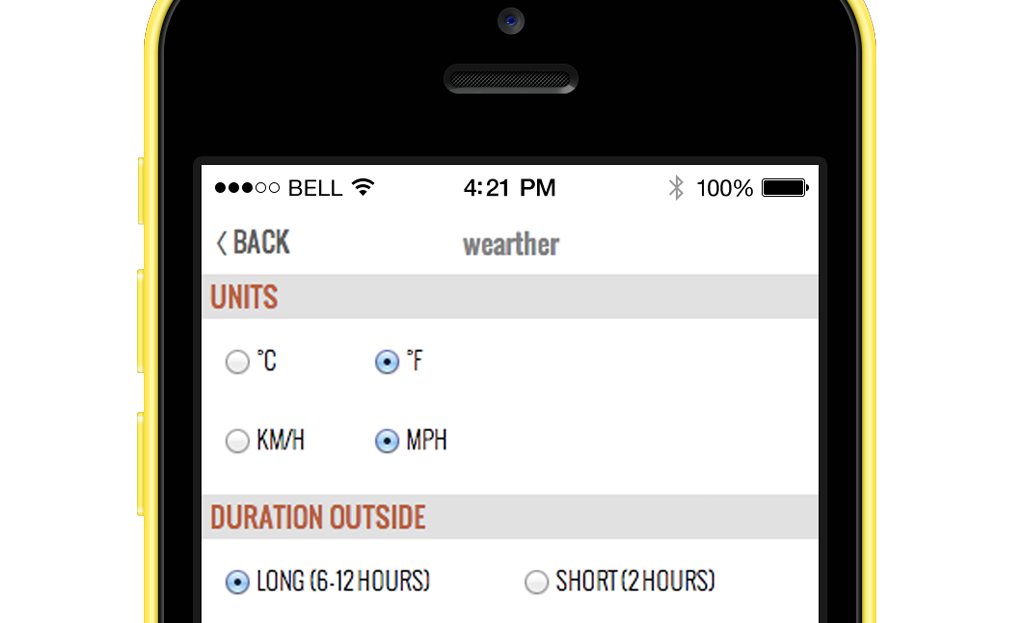 BELL 4:21 PM 100%
BACK wearther
UNITS
°C °F
KM/H MPH
DURATION OUTSIDE
LONG (6-12 HOURS) SHORT (2 HOURS)